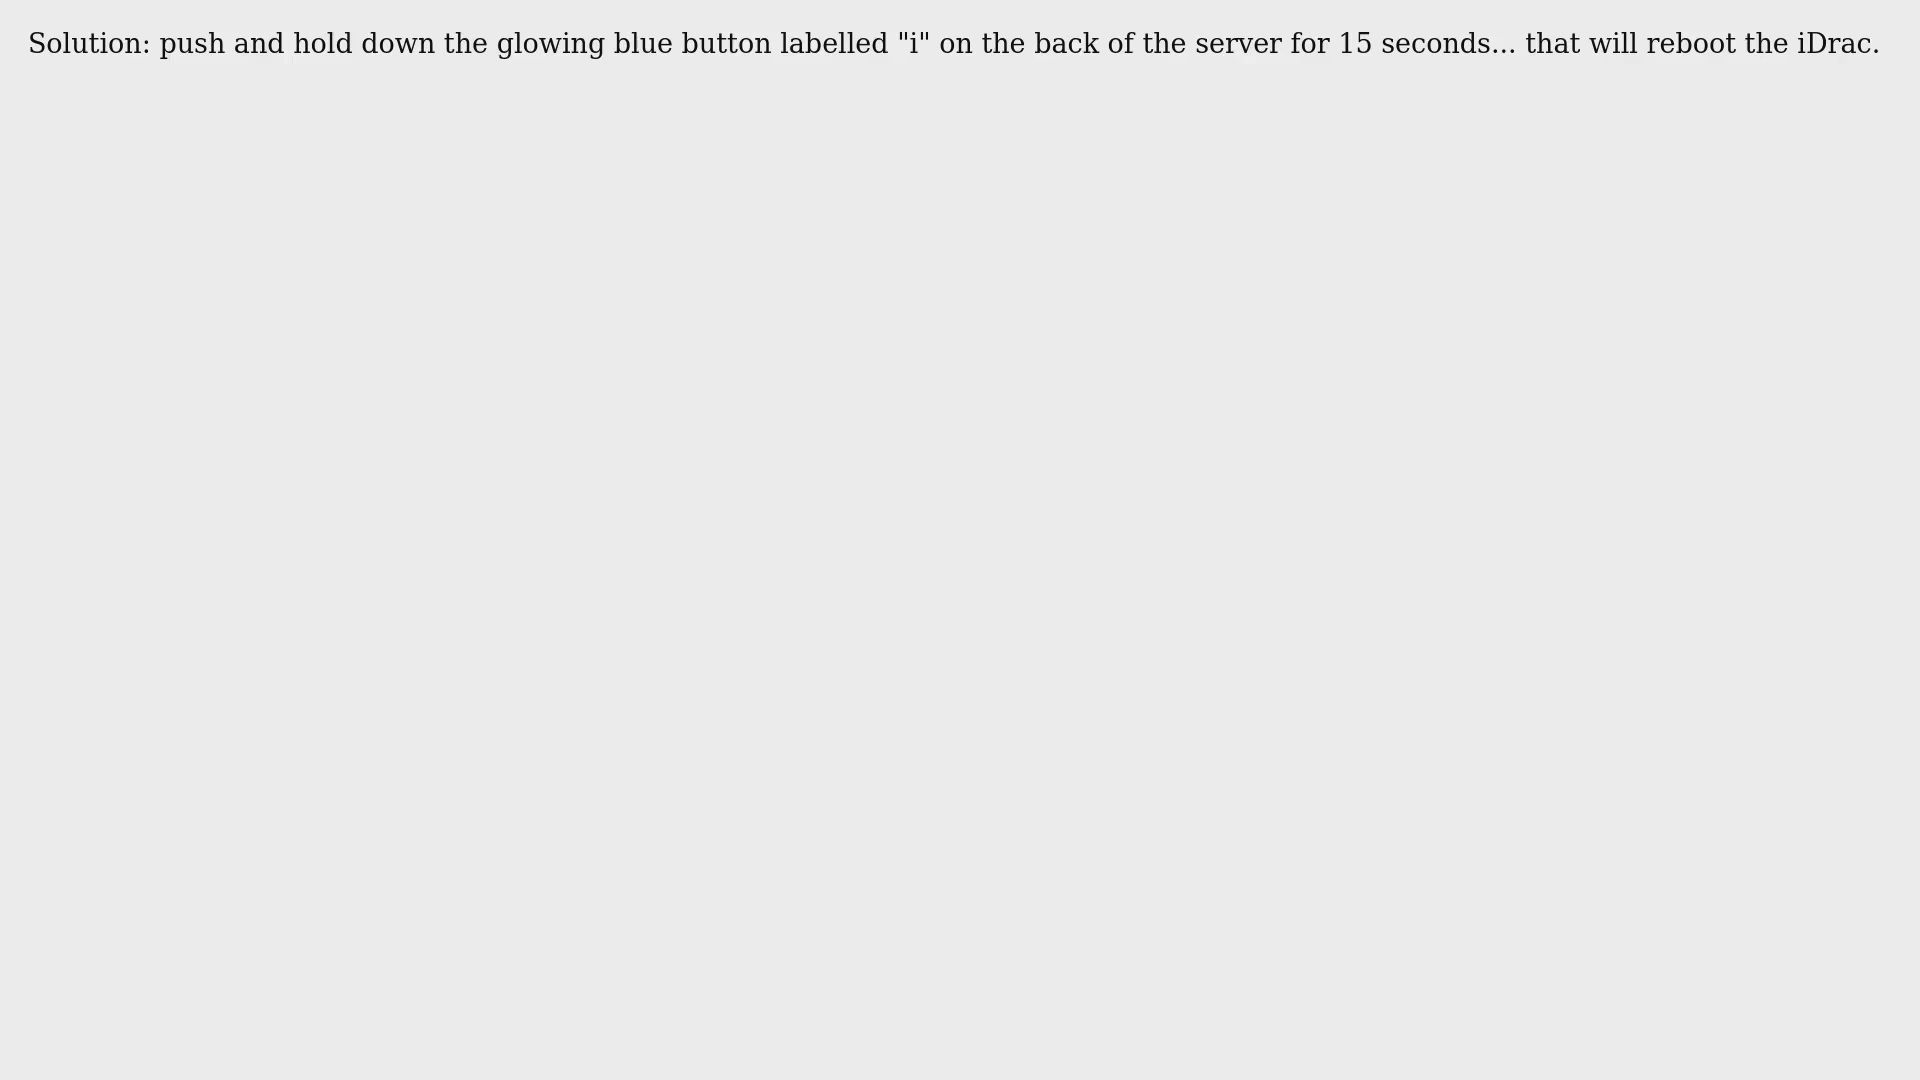 Solution: push and hold down the glowing blue button labelled "i" on the back of the server for 15 seconds... that will reboot the iDrac.